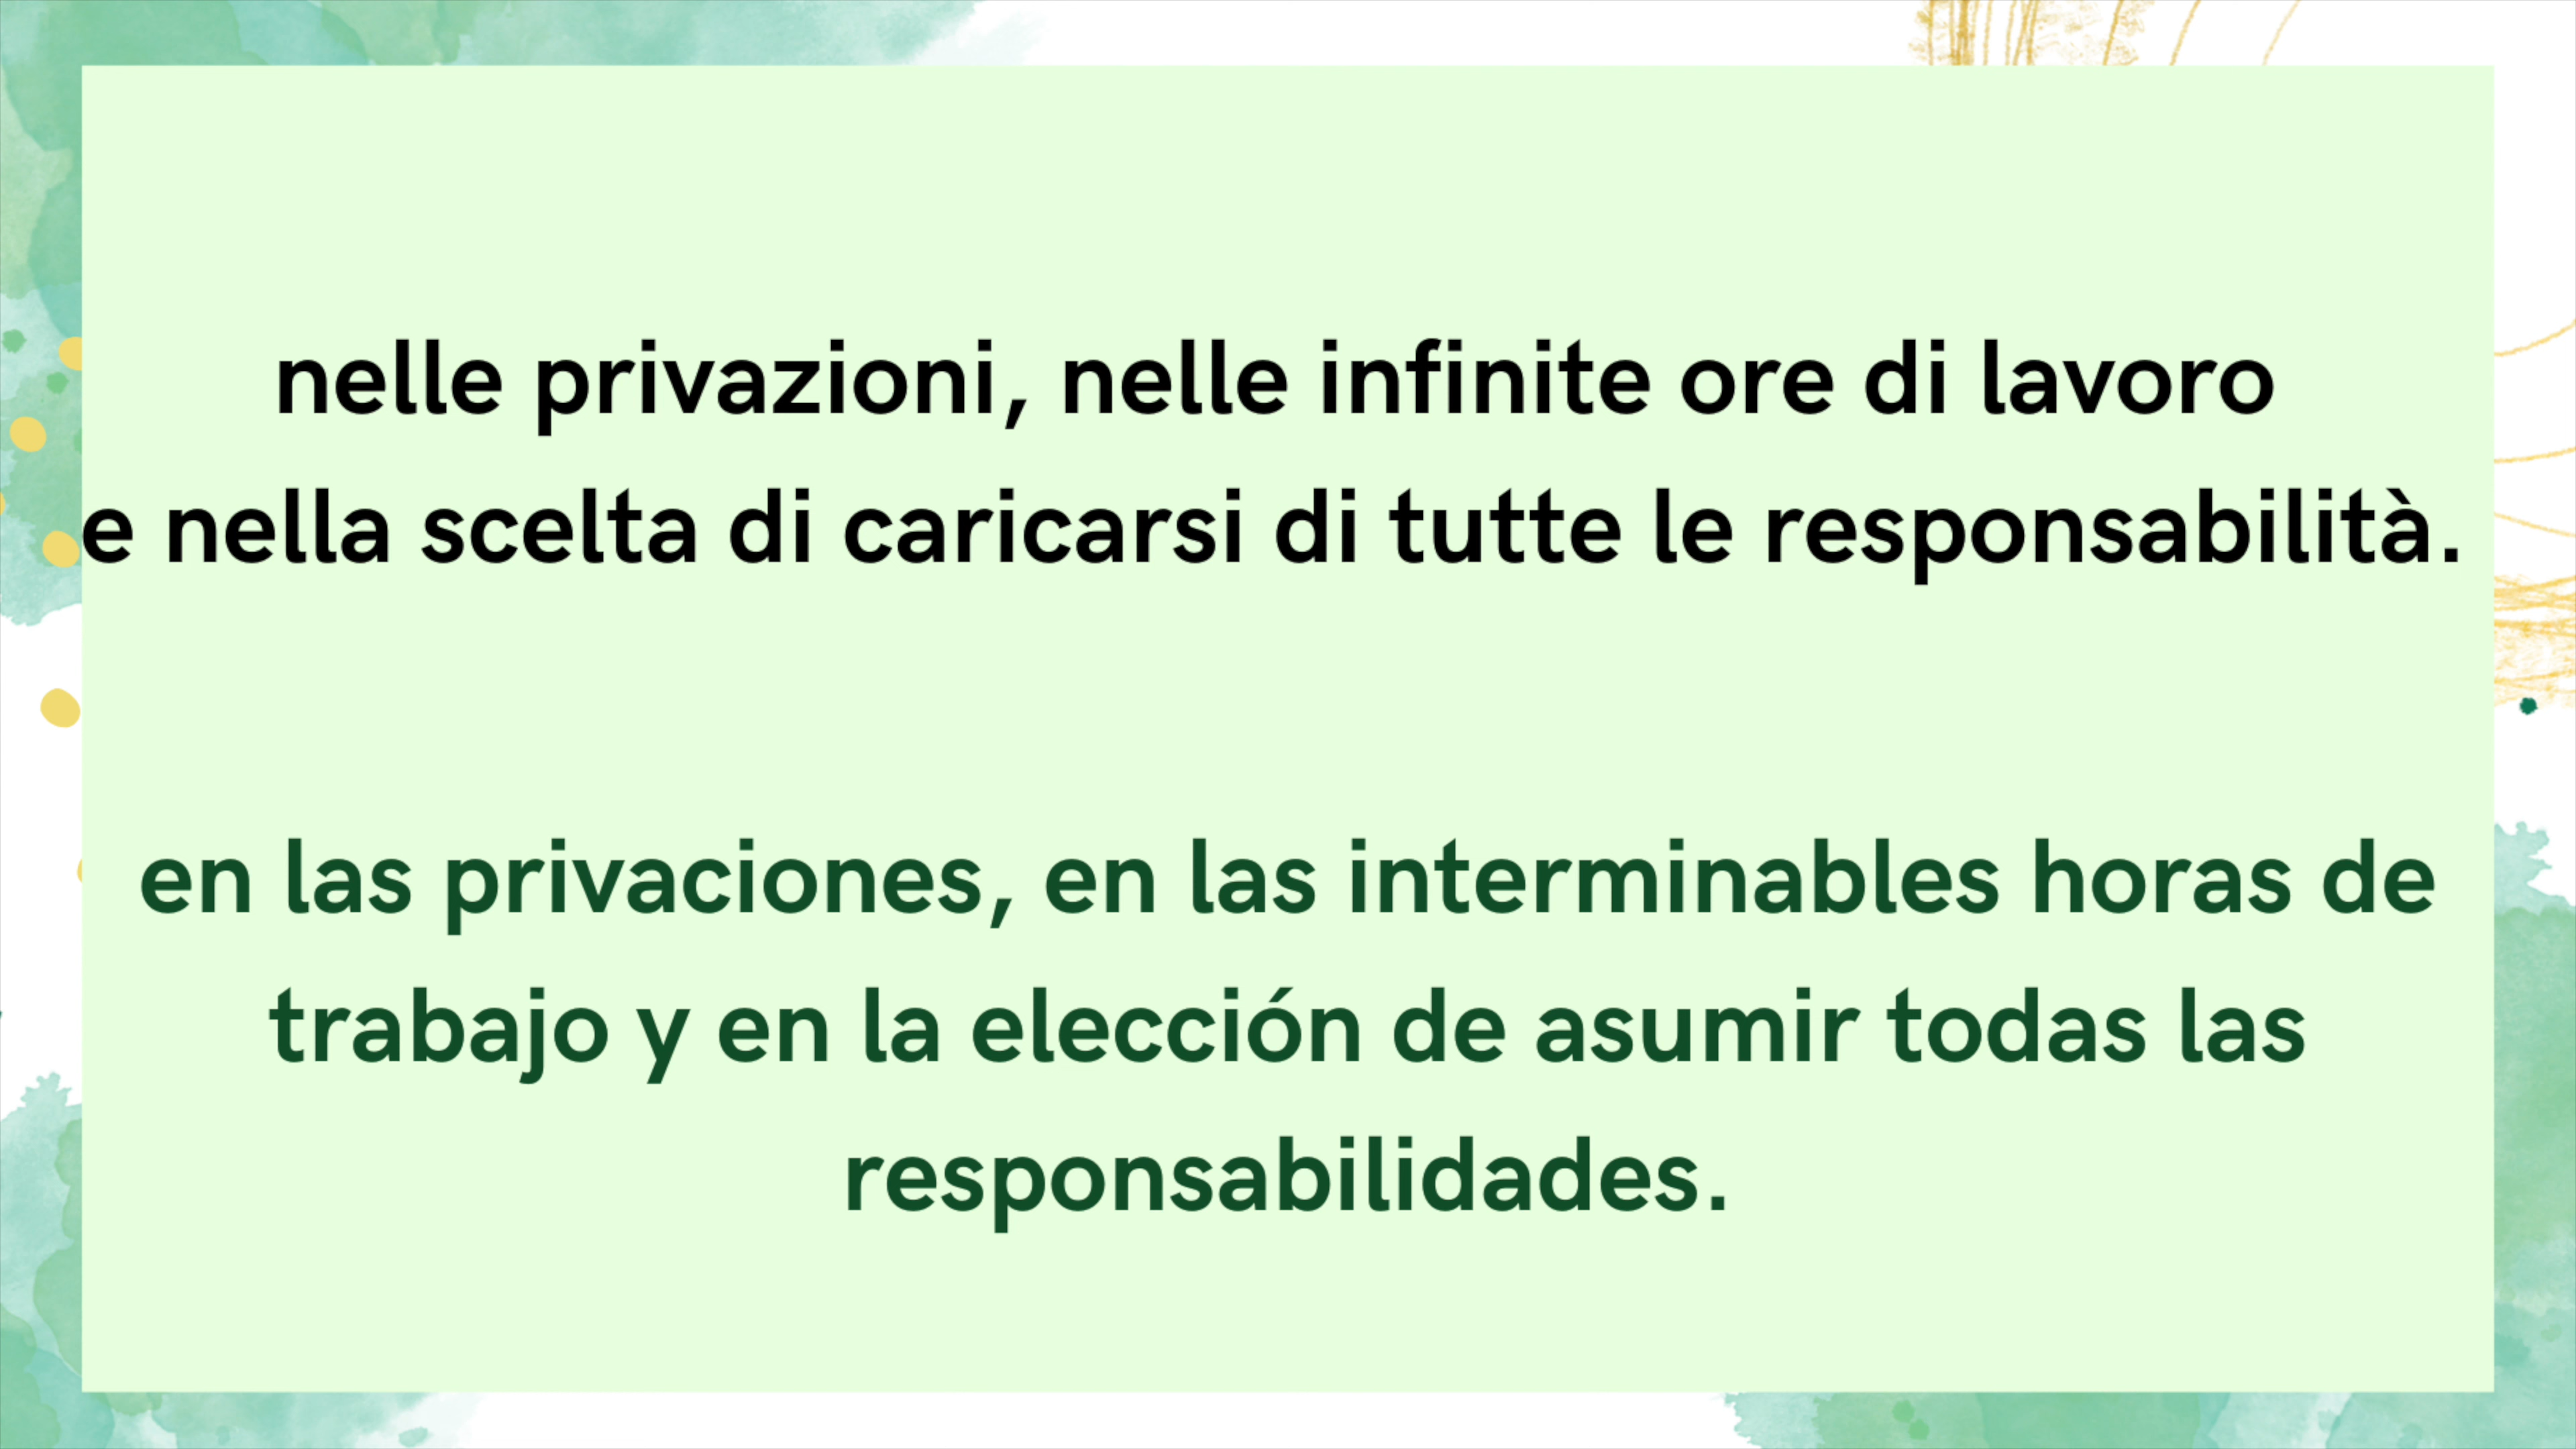 nelle privazioni, nelle infinite ore di lavoro
e nella scelta di caricarsi di tutte le responsabilità.
en las privaciones, en las interminables horas de
trabajo y en la elección de asumir todas las
responsabilidades.